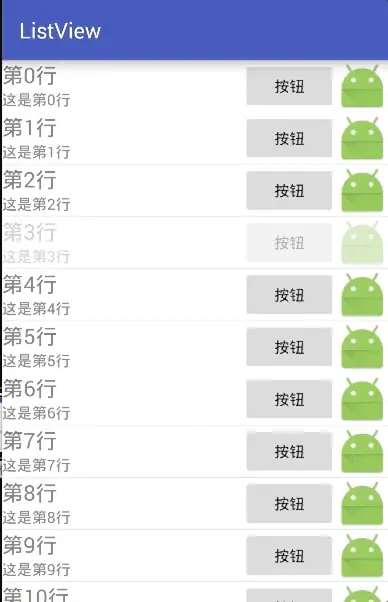 ListView
第0行
按钮
这是第0行
第1行
按钮
这是第1行
第2行
按钮
这是第2行
第3行
按钮
这是第3行
第4行
按钮
这是第4行
第5行
按钮
这是第5行
第6行
按钮
这是第6行
第7行
按钮
这是第7行
第8行
按钮
这是第8行
第9行
按钮
这是第9行
第10行